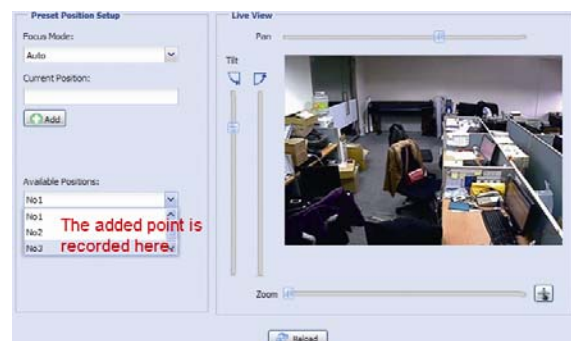 Preset Position Setup
Focus Mode:
Auto
Current Position:
Add
Available Positions:
No1
No1
No2
No3
The added point is
recorded here.
Live View
Pan
Tilt
Zoom
Reload